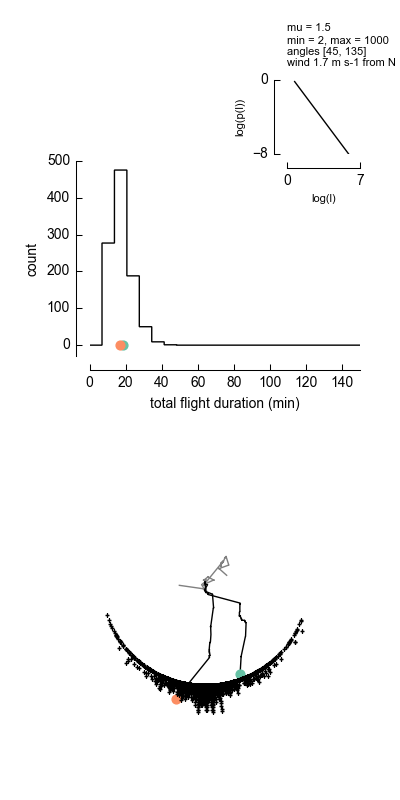 mu = 1.5
min = 2, max = 1000
angles [45, 135]
wind 1.7 m s-1 from N
0
−8
log(p(l))
0 7
log(l)
500
400
300
200
100
0
count
0 20 40 60 80 100 120 140
total flight duration (min)